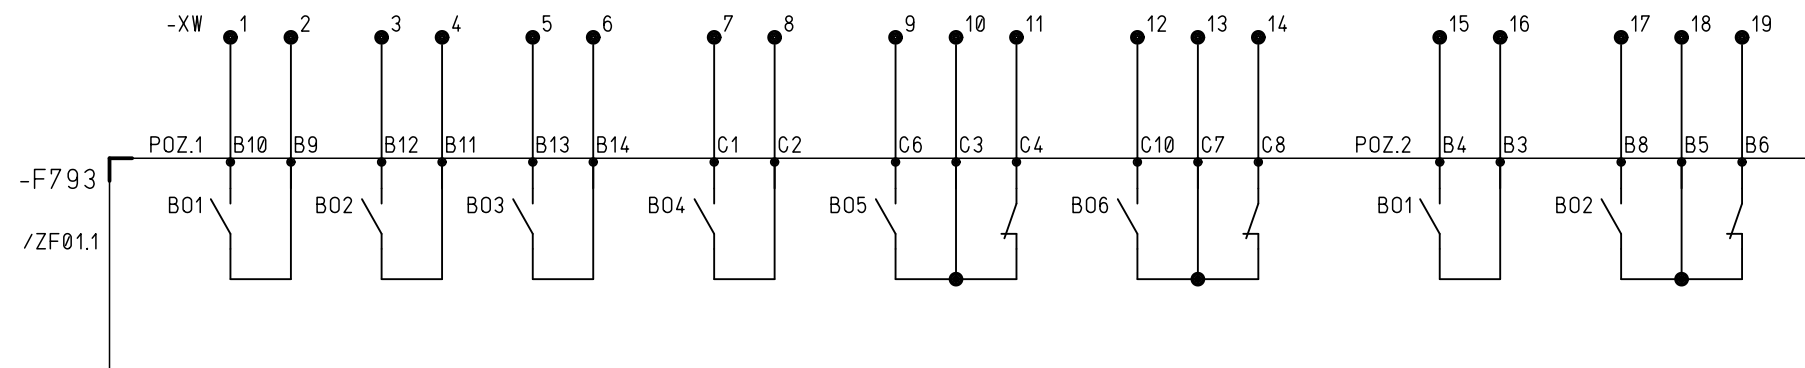 -XW 1 2 3 4 5 6 7 8 9 10 11 12 13 14 15 16 17 18 19
POZ.1 B10 B9 B12 B11 B13 B14 C1 C2 C6 C3 C4 C10 C7 C8 POZ.2 B4 B3 B8 B5 B6
-F793
BO1 BO2 BO3 BO4 BO5 BO6 BO1 BO2
/ZF01.1